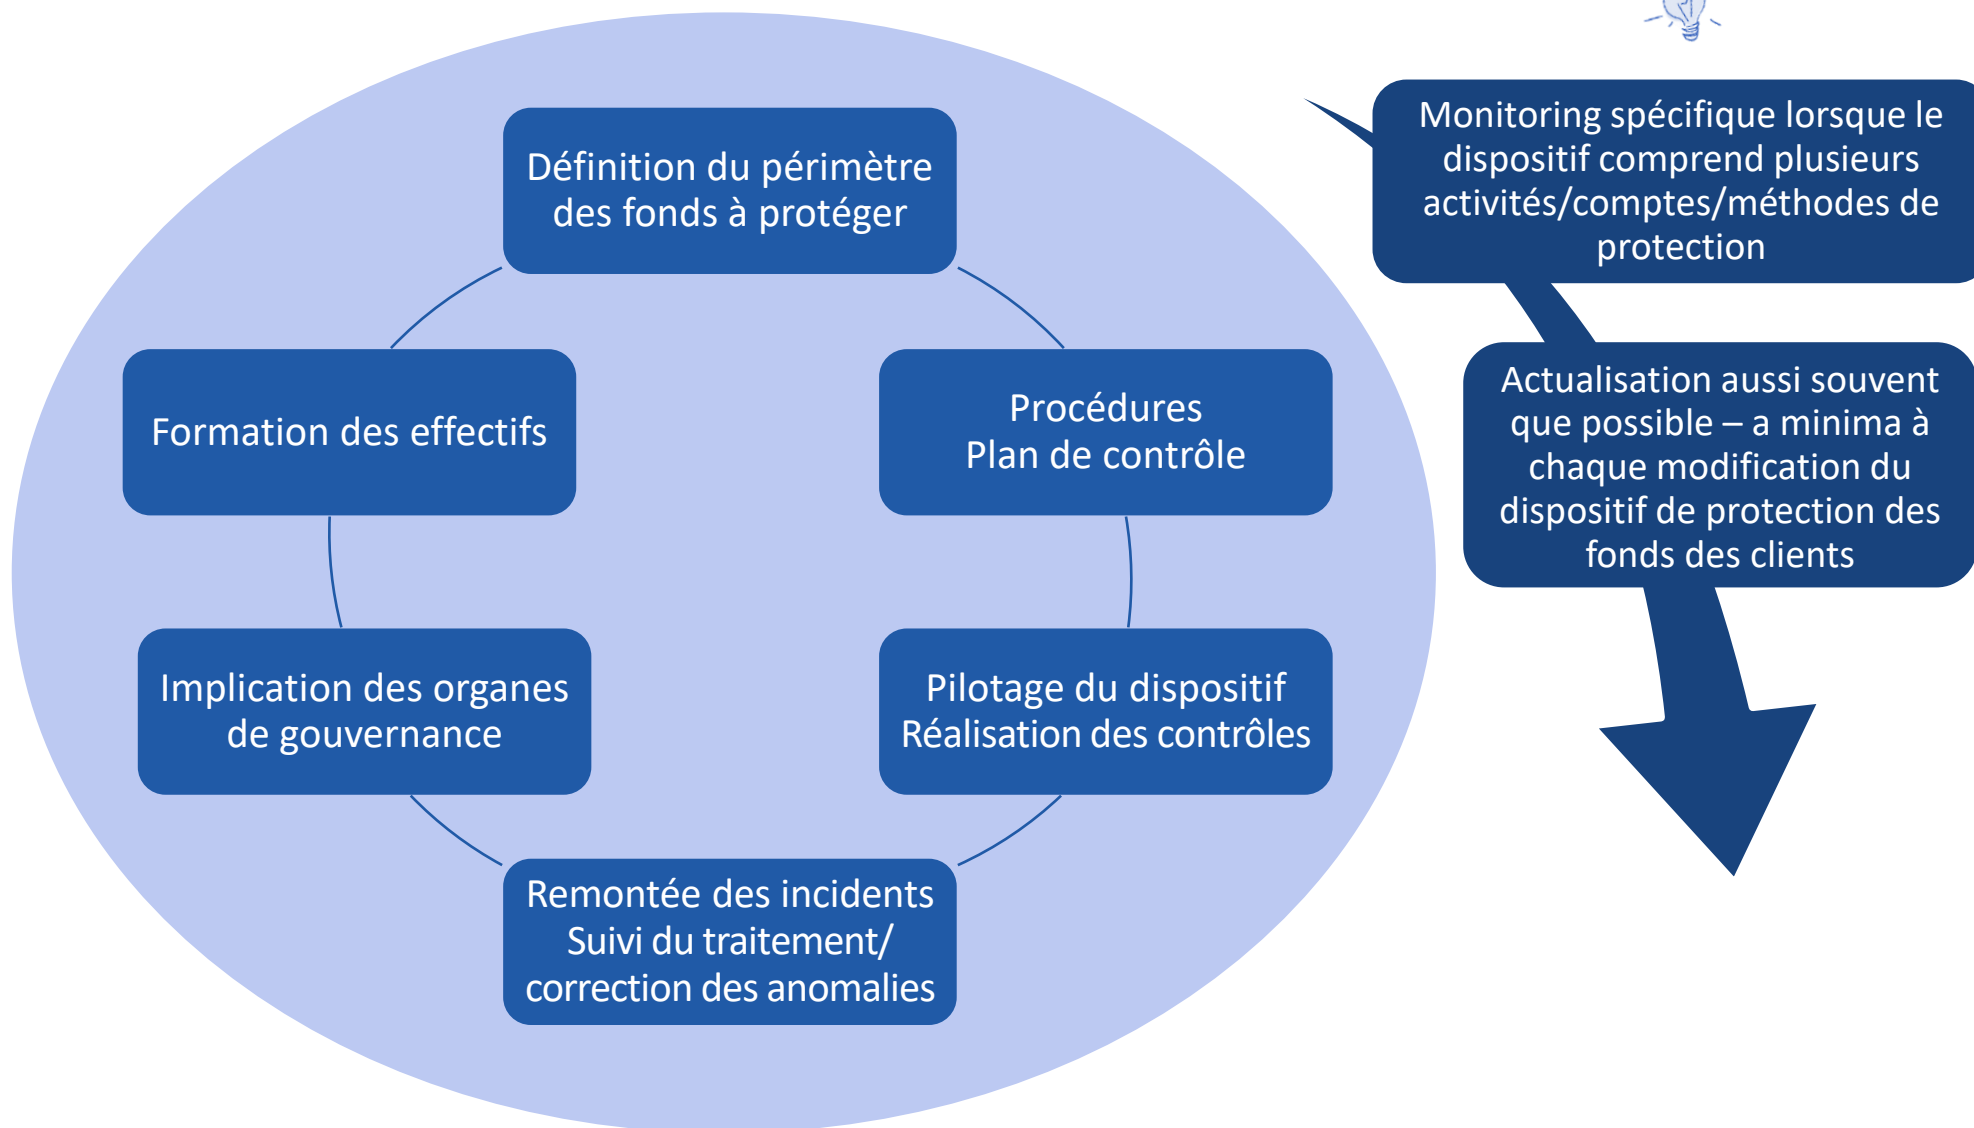 Définition du périmètre
des fonds à protéger
Procédures
Plan de contrôle
Pilotage du dispositif
Réalisation des contrôles
Remontée des incidents
Suivi du traitement/
correction des anomalies
Implication des organes
de gouvernance
Formation des effectifs
Monitoring spécifique lorsque le
dispositif comprend plusieurs
activités/comptes/méthodes de
protection
Actualisation aussi souvent
que possible – a minima à
chaque modification du
dispositif de protection des
fonds des clients